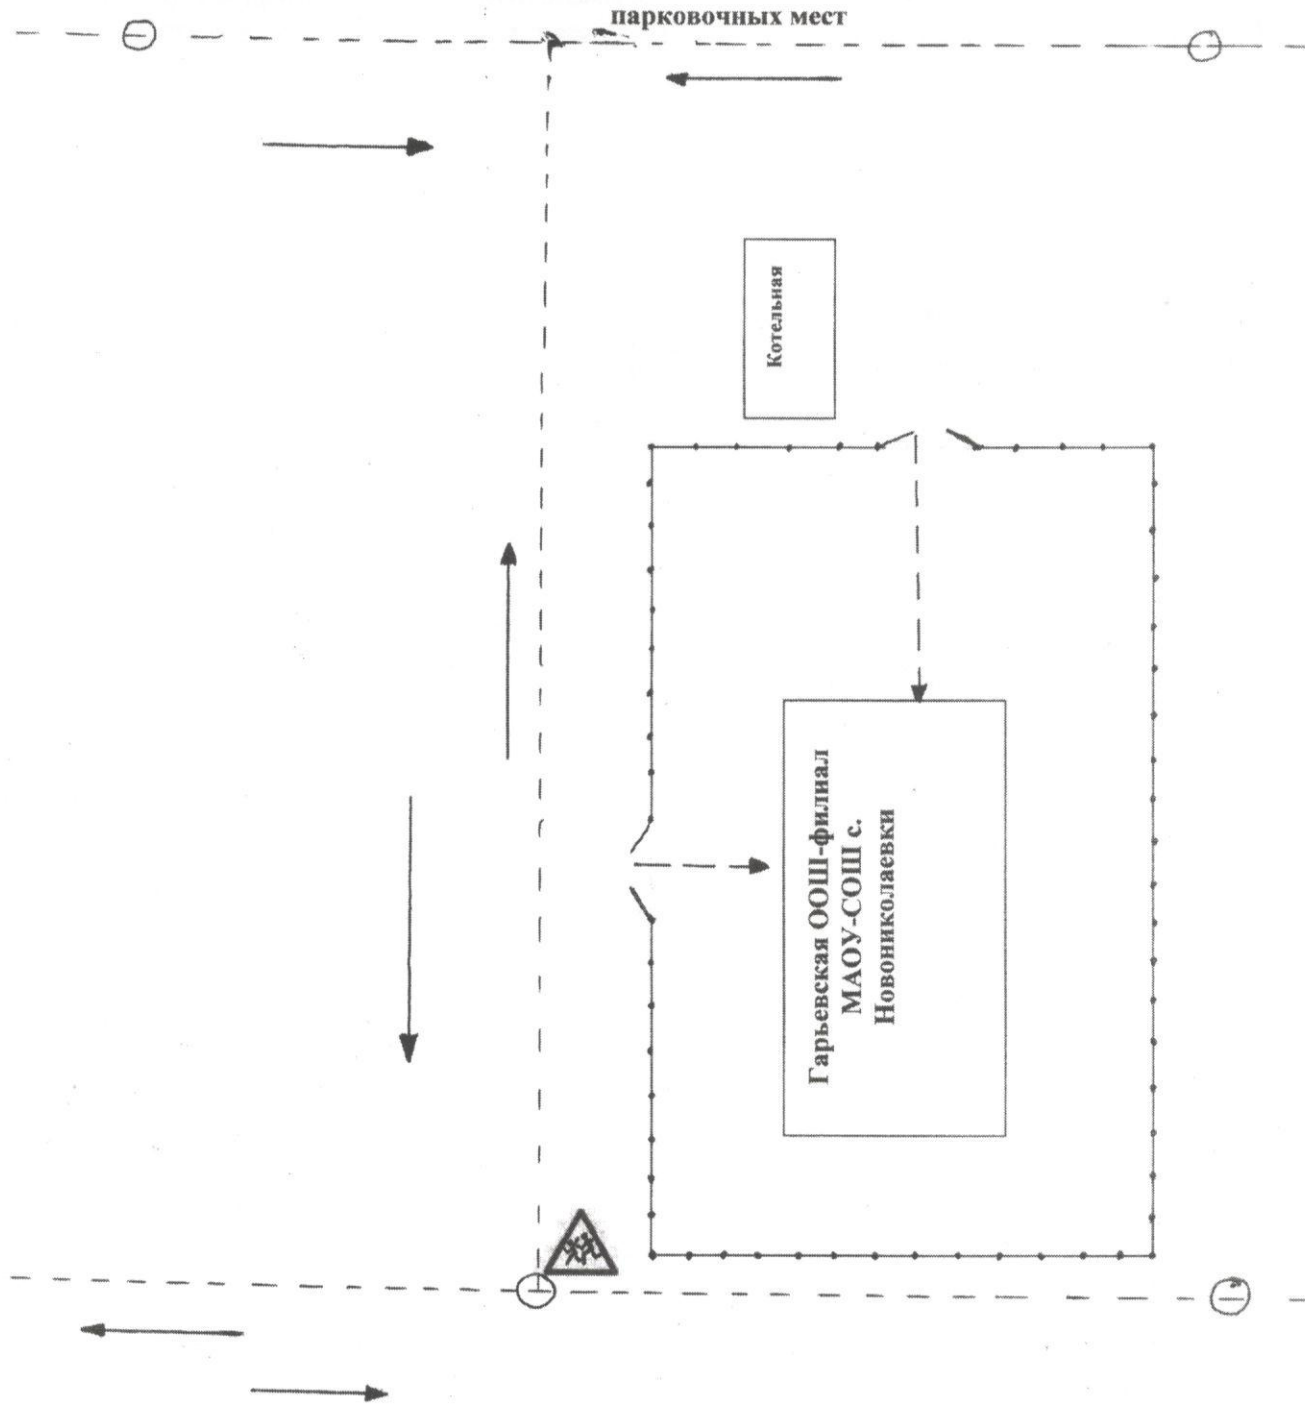 парковочных мест
Котельная
Гарьевская ООШ-филиал
МАОУ-СОШ с.
Новониколаевки